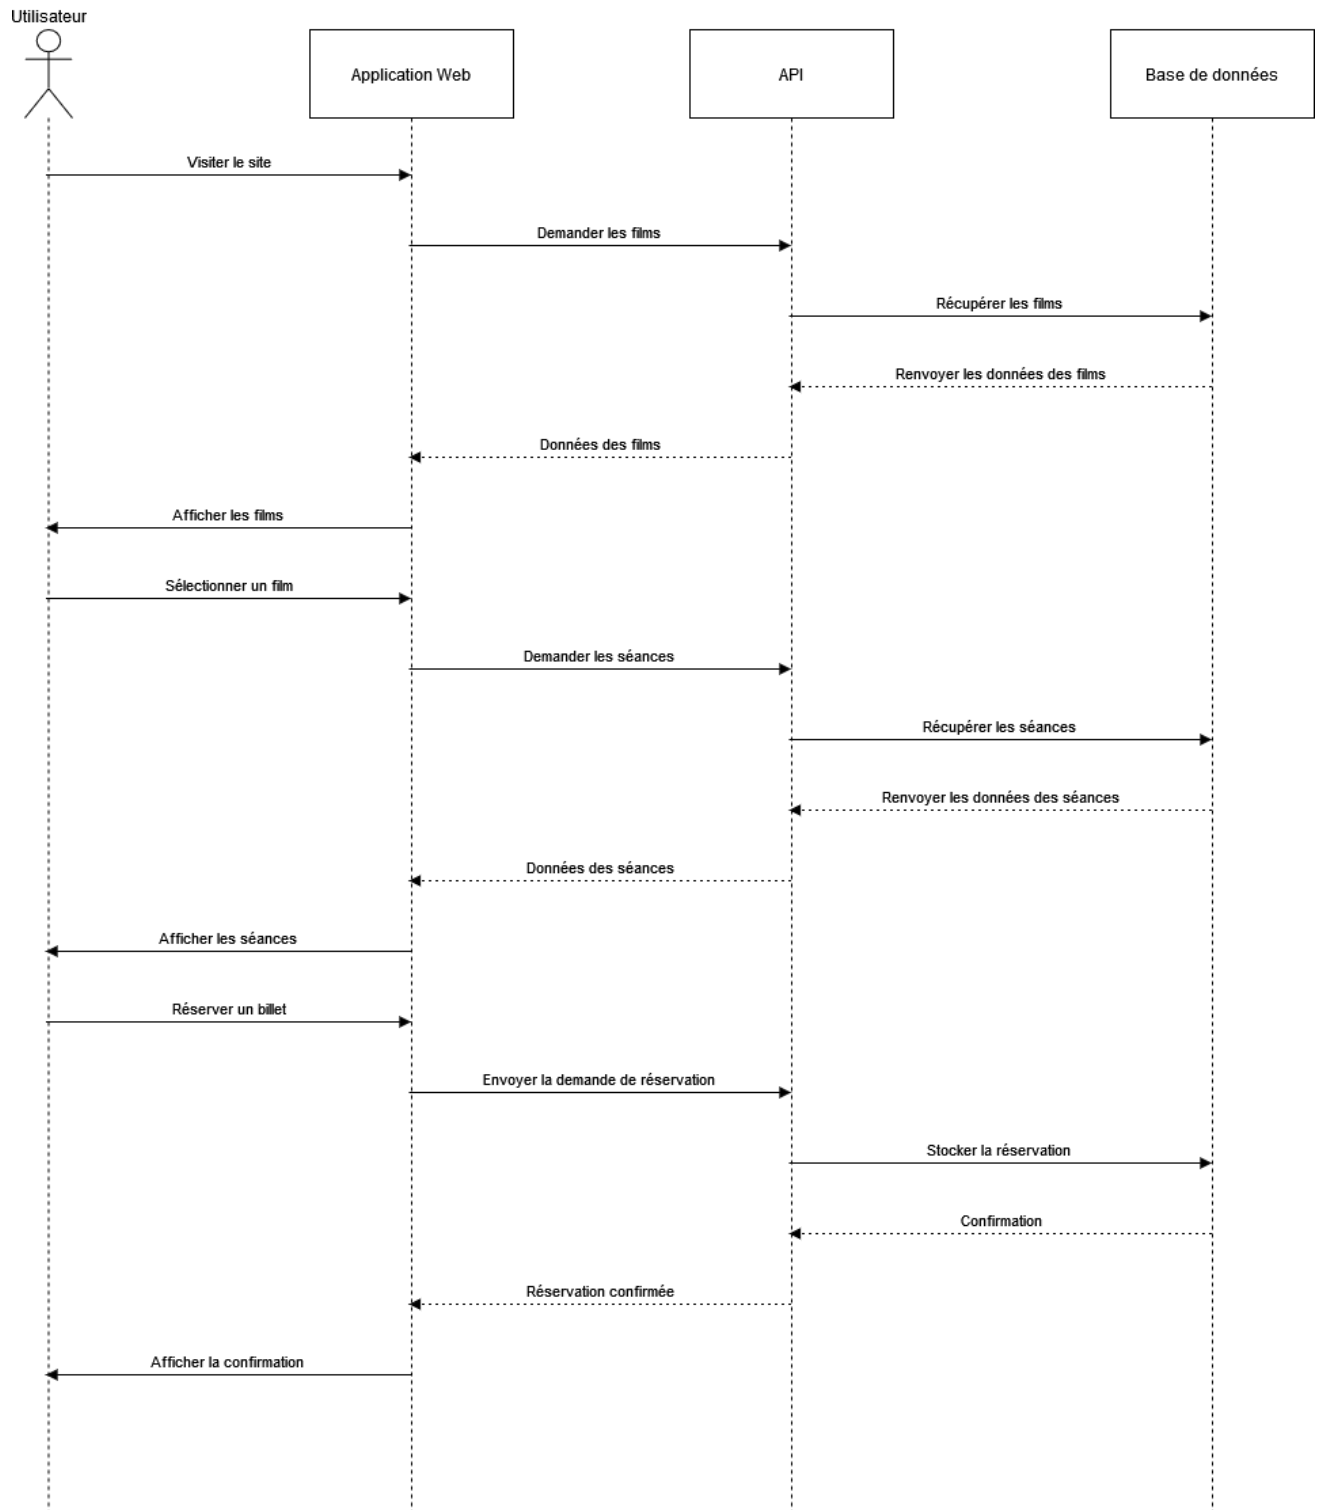 Utilisateur
Application Web
API
Base de données
Visiter le site
Demander les films
Récupérer les films
Renvoyer les données des films
Données des films
Afficher les films
Sélectionner un film
Demander les séances
Récupérer les séances
Renvoyer les données des séances
Données des séances
Afficher les séances
Réserver un billet
Envoyer la demande de réservation
Stocker la réservation
Confirmation
Réservation confirmée
Afficher la confirmation